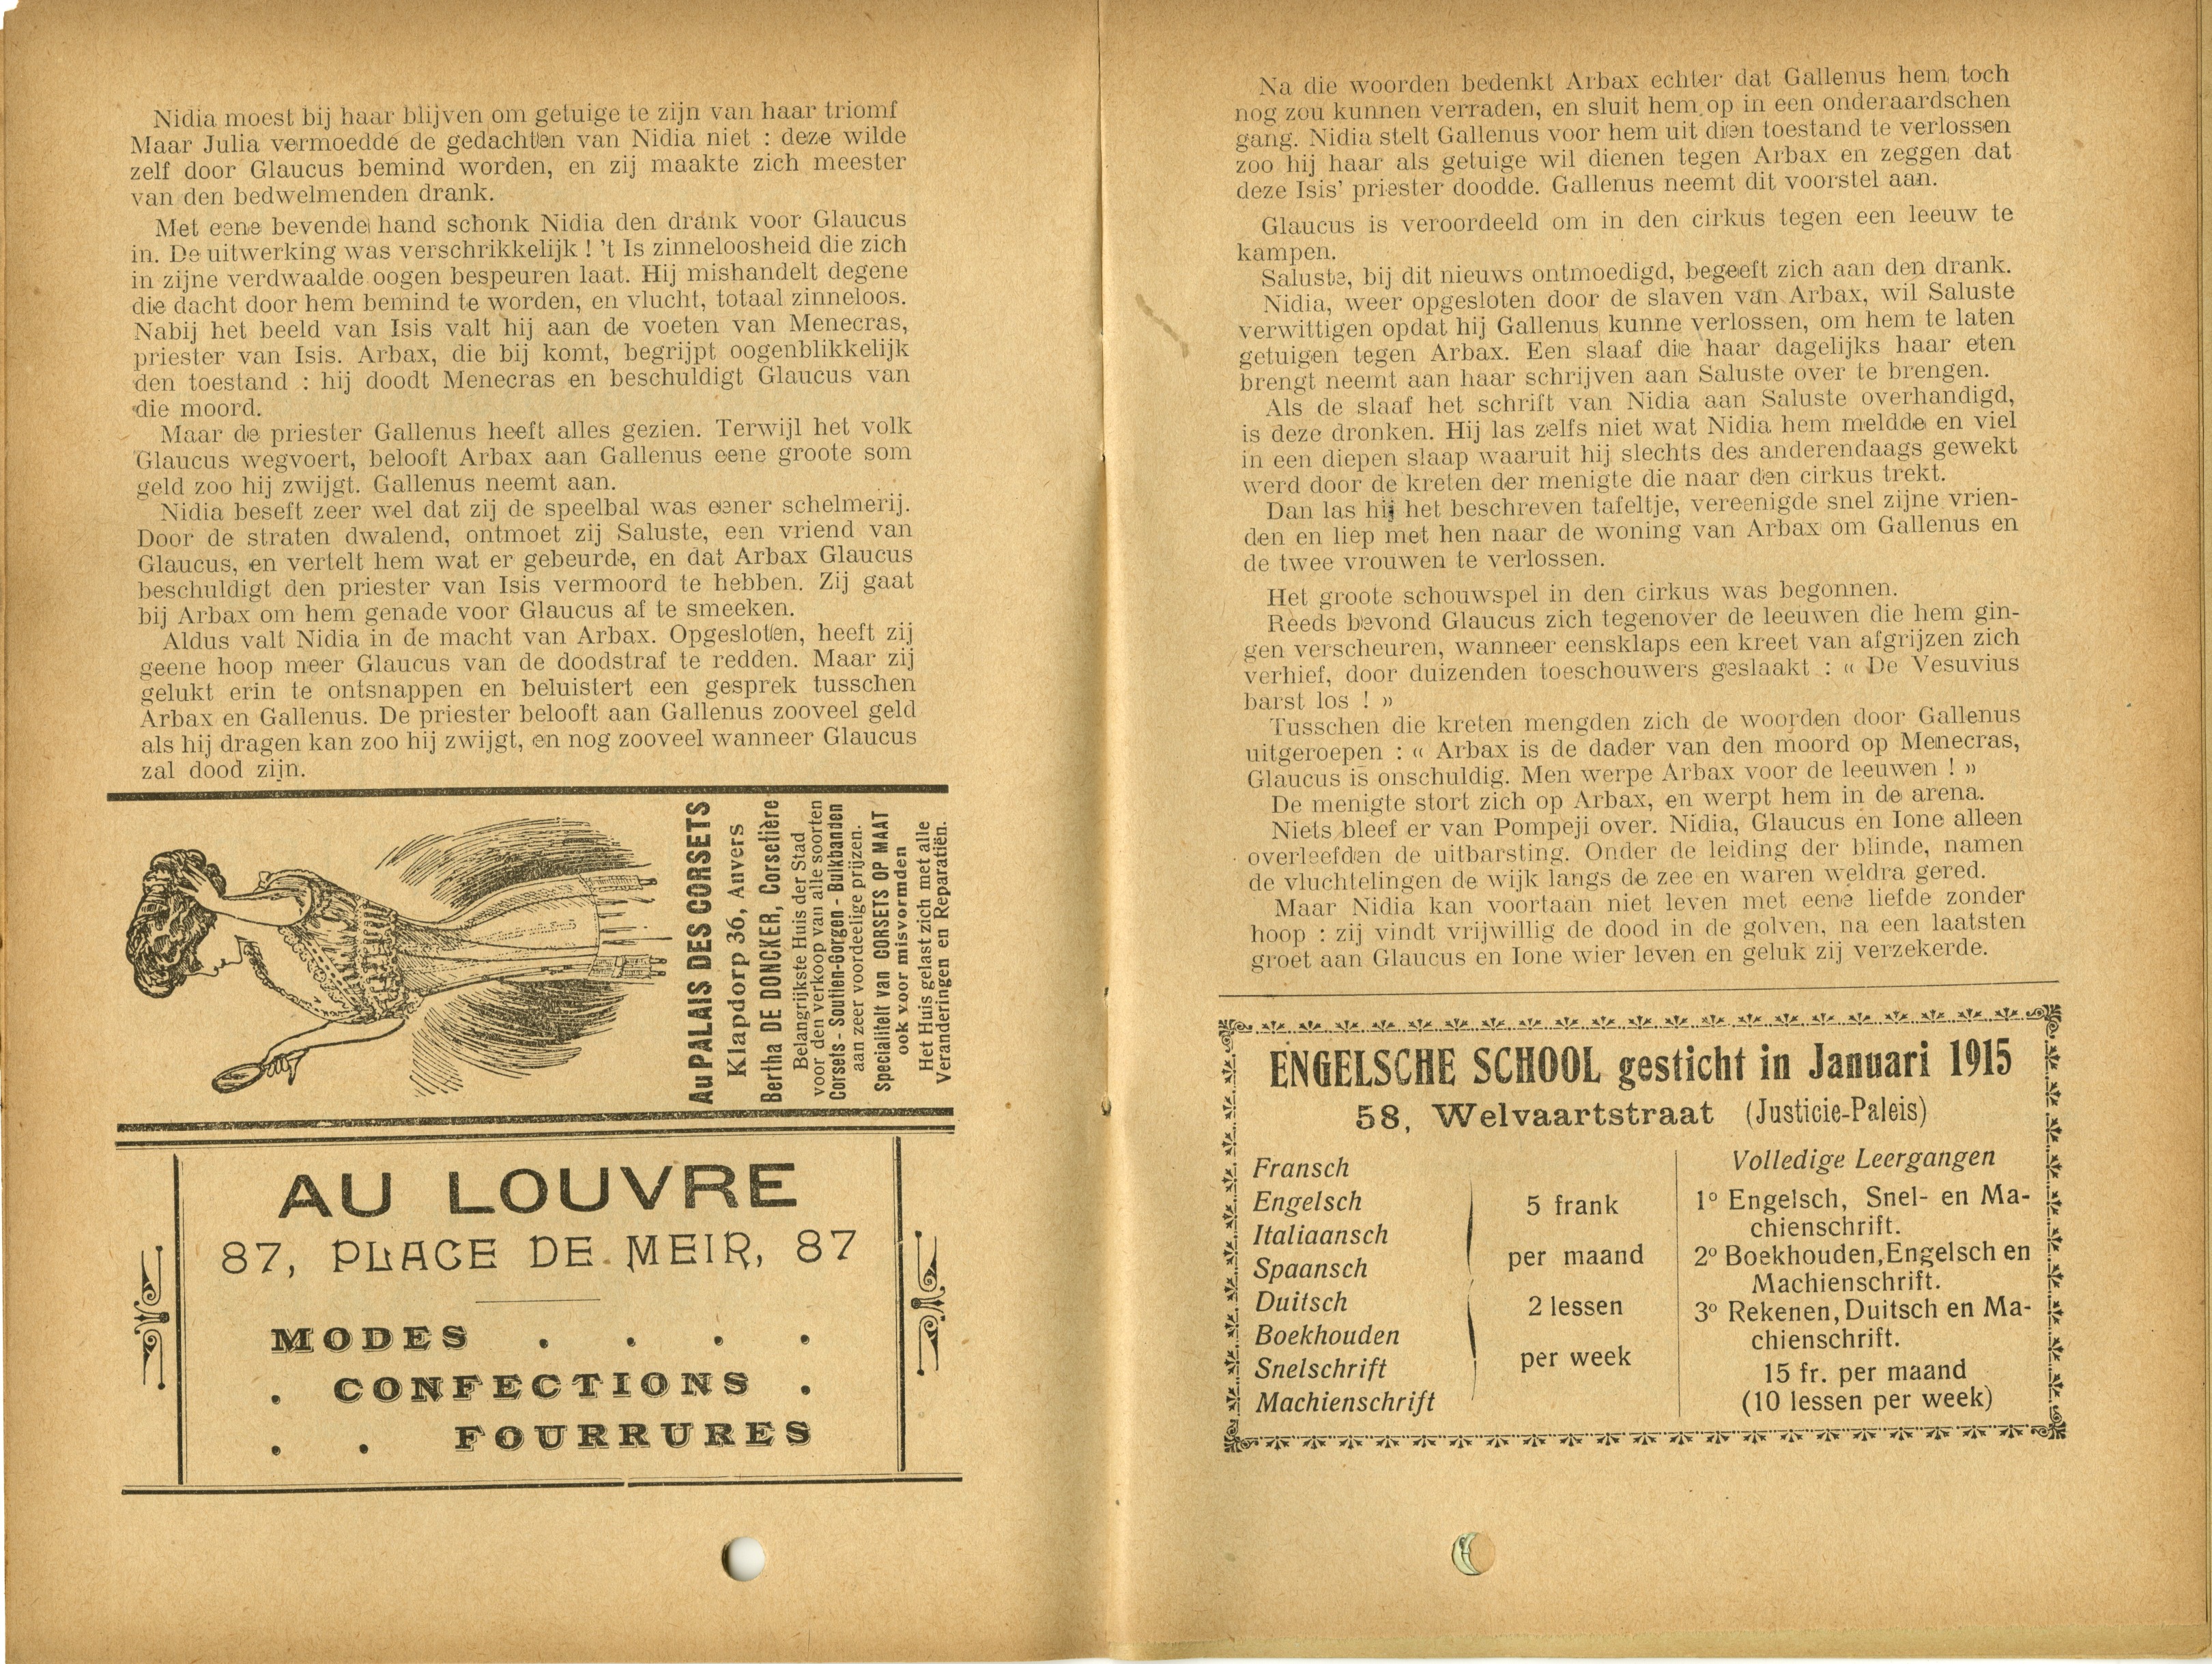 Nidia moest bij haar blijven om getuige te zijn van haar triomf
Maar Julia vermoedde de gedachten van Nidia niet : deze wilde
zelf door Glaucus bemind worden, en zij maakte zich meester
van den bedwelmenden drank.
Met eene bevende hand schonk Nidia den drank voor Glaucus
in. De uitwerking was verschrikkelijk ! 't Is zinneloosheid die zich
in zijne verdwaalde oogen bespeuren laat. Hij mishandelt degene
die dacht door hem bemind te worden, en vlucht, totaal zinneloos.
Nabij het beeld van Isis valt hij aan de voeten van Menecras,
priester van Isis. Arbax, die bij komt, begrijpt oogenblikkelijk
den toestand : hij doodt Menecras en beschuldigt Glaucus van
die moord.
Maar de priester Gallenus heeft alles gezien. Terwijl het volk
Glaucus wegvoert, belooft Arbax aan Gallenus eene groote som
geld zoo hij zwijgt. Gallenus neemt aan.
Nidia beseft zeer wel dat zij de speelbal was eener schelmerij.
Door de straten dwalend, ontmoet zij Saluste, een vriend van
Glaucus, en vertelt hem wat er gebeurde, en dat Arbax Glaucus
beschuldigt den priester van Isis vermoord te hebben. Zij gaat
bij Arbax om hem genade voor Glaucus af te smeeken.
Aldus valt Nidia in de macht van Arbax. Opgesloten, heeft zij
geene hoop meer Glaucus van de doodstraf te redden. Maar zij
gelukt erin te ontsnappen en beluistert een gesprek tusschen
Arbax en Gallenus. De priester belooft aan Gallenus zooveel geld
als hij dragen kan zoo hij zwijgt, en nog zooveel wanneer Glaucus
zal dood zijn.
Au PALAIS DES CORSETS
Klapdorp 36, Anvers
Bertha DE DONCKER, Corsetière
Belangrijkste Huis der Stad
voor den verkoop van alle soorten
Corsets - Soutien-Gorgen - Buikbanden
aan zeer voordeelige prijzen.
Specialiteit van CORSETS OP MAAT
ook voor misvormden
Het Huis gelast zich met alle
Veranderingen en Reparatiën.
AU LOUVRE
87, PLACE DE MEIR, 87
MODES . . . .
. CONFECTIONS .
. . FOURRURES
Na die woorden bedenkt Arbax echter dat Gallenus hem toch
nog zou kunnen verraden, en sluit hem op in een onderaardschen
gang. Nidia stelt Gallenus voor hem uit dien toestand te verlossen
zoo hij haar als getuige wil dienen tegen Arbax en zeggen dat
deze Isis' priester doodde. Gallenus neemt dit voorstel aan.
Glaucus is veroordeeld om in den cirkus tegen een leeuw te
kampen.
Saluste, bij dit nieuws ontmoedigd, begeeft zich aan den drank.
Nidia, weer opgesloten door de slaven van Arbax, wil Saluste
verwittigen opdat hij Gallenus kunne verlossen, om hem te laten
getuigen tegen Arbax. Een slaaf die haar dagelijks haar eten
brengt neemt aan haar schrijven aan Saluste over te brengen.
Als de slaaf het schrift van Nidia aan Saluste overhandigd,
is deze dronken. Hij las zelfs niet wat Nidia hem meldde en viel
in een diepen slaap waaruit hij slechts des anderendaags gewekt
werd door de kreten der menigte die naar den cirkus trekt.
Dan las hij het beschreven tafeltje, vereenigde snel zijne vrien-
den en liep met hen naar de woning van Arbax om Gallenus en
de twee vrouwen te verlossen.
Het groote schouwspel in den cirkus was begonnen.
Reeds bevond Glaucus zich tegenover de leeuwen die hem gin-
gen verscheuren, wanneer eensklaps een kreet van afgrijzen zich
verhief, door duizenden toeschouwers geslaakt : « De Vesuvius
barst los ! »
Tusschen die kreten mengden zich de woorden door Gallenus
uitgeroepen : « Arbax is de dader van den moord op Menecras,
Glaucus is onschuldig. Men werpe Arbax voor de leeuwen ! »
De menigte stort zich op Arbax, en werpt hem in de arena.
Niets bleef er van Pompeji over. Nidia, Glaucus en Ione alleen
overleefden de uitbarsting. Onder de leiding der blinde, namen
de vluchtelingen de wijk langs de zee en waren weldra gered.
Maar Nidia kan voortaan niet leven met eene liefde zonder
hoop : zij vindt vrijwillig de dood in de golven, na een laatsten
groet aan Glaucus en Ione wier leven en geluk zij verzekerde.
ENGELSCHE SCHOOL gesticht in Januari 1915
58, Welvaartstraat (Justicie-Paleis)
Fransch
Engelsch
Italiaansch
Spaansch
Duitsch
Boekhouden
Snelschrift
Machienschrift
5 frank
per maand
2 lessen
per week
Volledige Leergangen
1º Engelsch, Snel- en Ma-
chienschrift.
2º Boekhouden, Engelsch en
Machienschrift.
3º Rekenen, Duitsch en Ma-
chienschrift.
15 fr. per maand
(10 lessen per week)